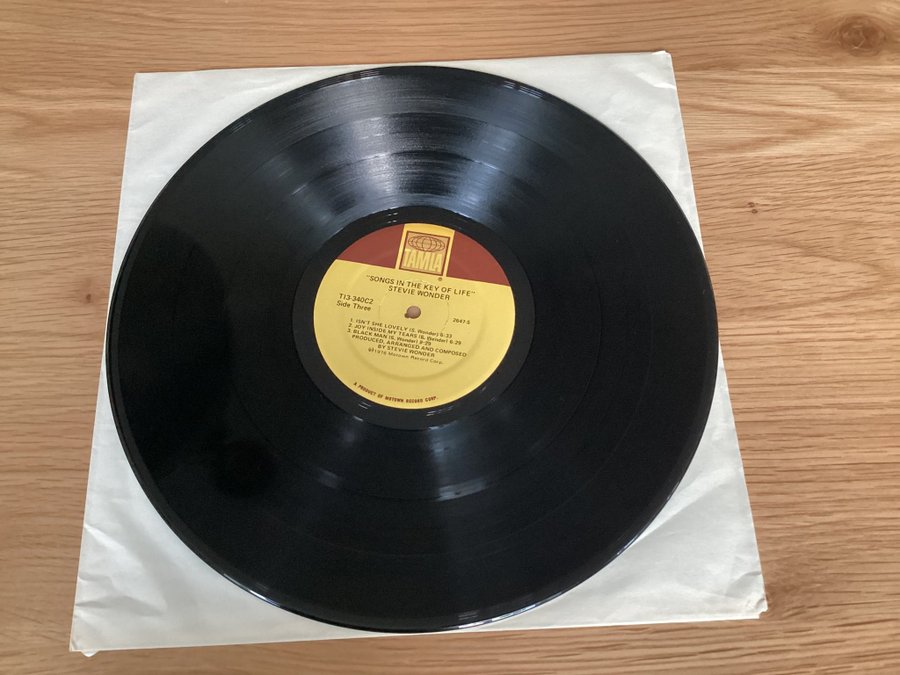 TAMLA
®
"SONGS IN THE KEY OF LIFE"
STEVIE WONDER
T13-340C2
Side Three
2647-S
1. ISN'T SHE LOVELY (S. Wonder) 6:33
2. JOY INSIDE MY TEARS (S. Wonder) 6:29
3. BLACK MAN (S. Wonder) 8:29
PRODUCED, ARRANGED AND COMPOSED
BY STEVIE WONDER
℗1976 Motown Record Corp.
A PRODUCT OF MOTOWN RECORD CORP.